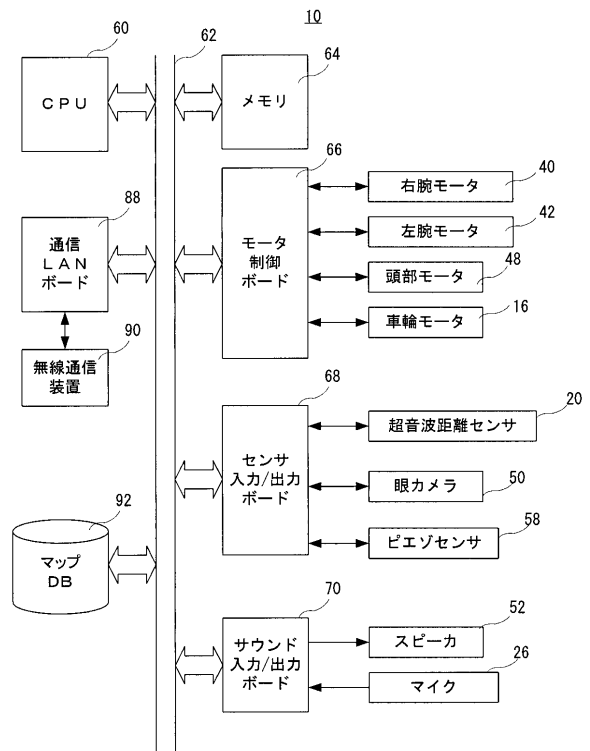 10
60
62
64
CPU
メモリ
66
右腕モータ
40
88
左腕モータ
42
通信
LANボード
モータ
制御
ボード
頭部モータ
48
車輪モータ
16
90
無線通信
装置
68
超音波距離センサ
20
センサ
入力/出力
ボード
眼カメラ
50
92
マップ
DB
ピエゾセンサ
58
70
サウンド
入力/出力
ボード
スピーカ
52
マイク
26